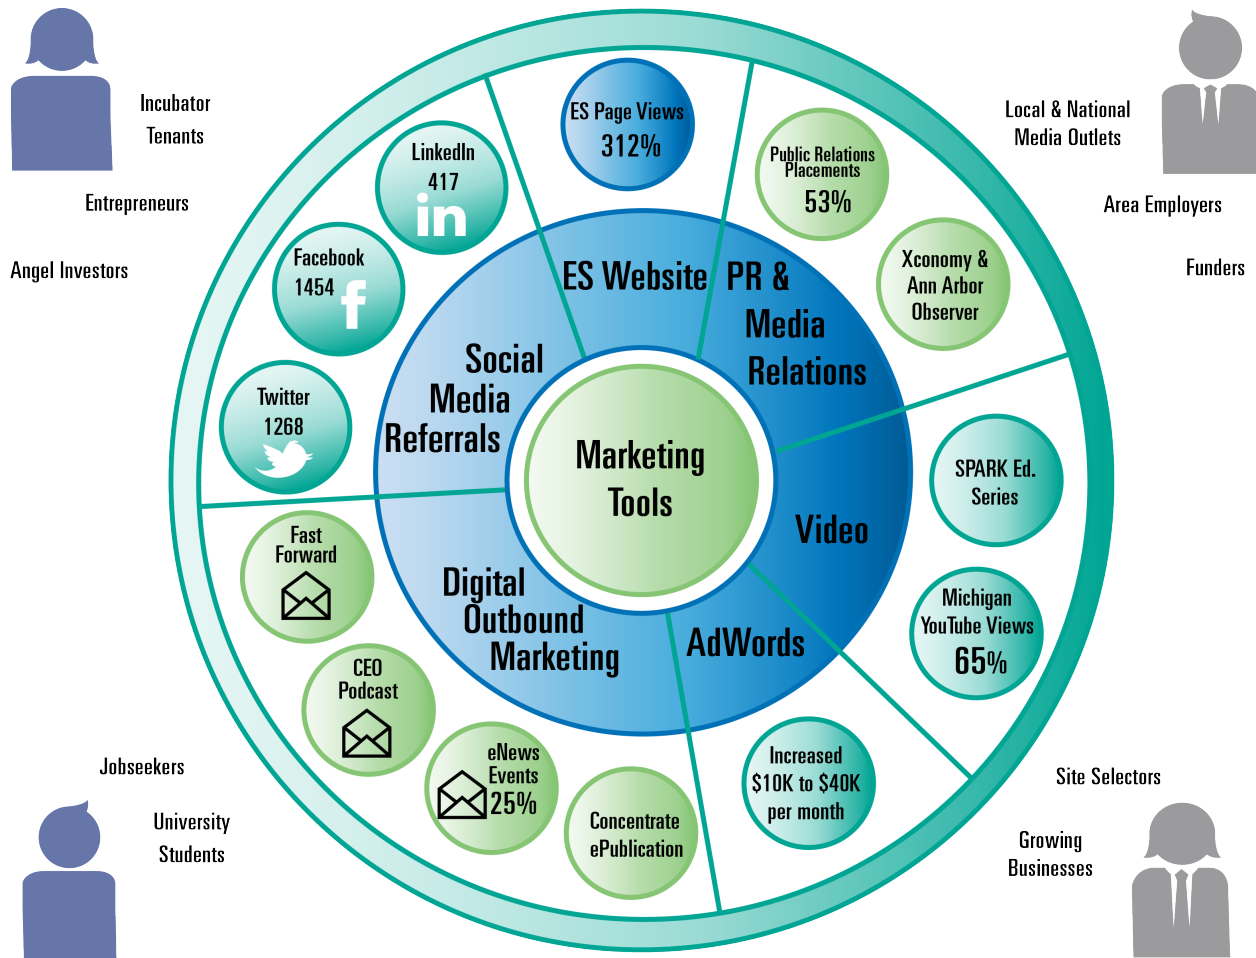 Incubator
Tenants
Entrepreneurs
Angel Investors
Local & National
Media Outlets
Area Employers
Funders
ES Page Views
312%
Public Relations
Placements
53%
Xconomy &
Ann Arbor
Observer
LinkedIn
417
in
Facebook
1454 f
Twitter
1268
ES Website
PR &
Media
Relations
Social
Media
Referrals
Marketing
Tools
Video
SPARK Ed.
Series
Michigan
YouTube Views
65%
Digital
Outbound
Marketing
AdWords
Fast
Forward
CEO
Podcast
eNews
Events
25%
Concentrate
ePublication
Increased
$10K to $40K
per month
Jobseekers
University
Students
Site Selectors
Growing
Businesses